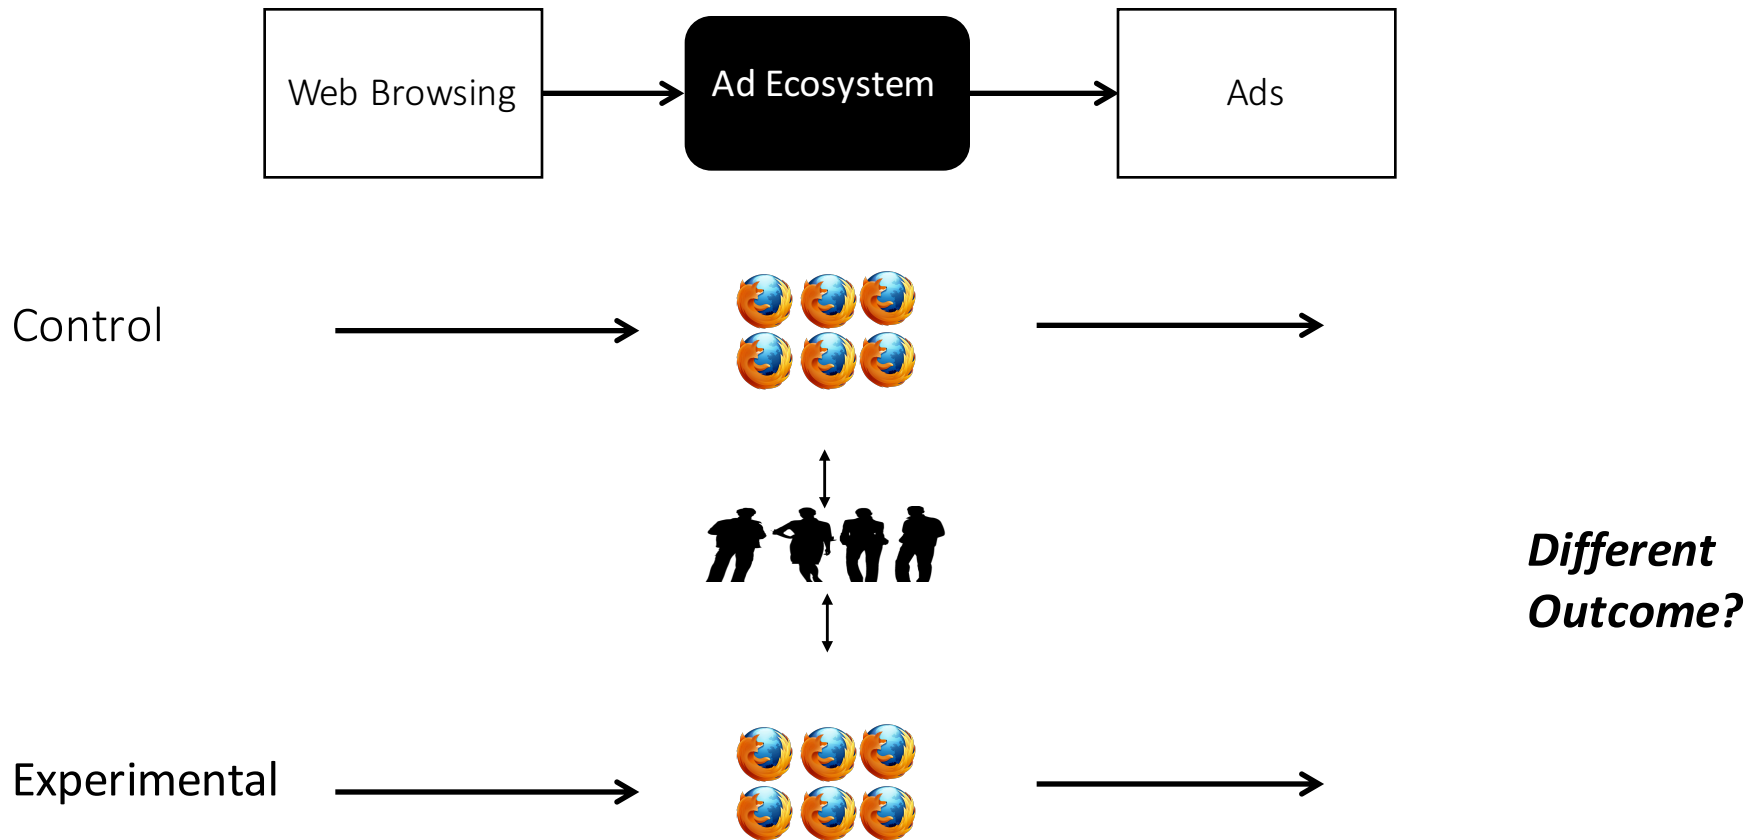 Web Browsing
Ad Ecosystem
Ads
Control
Different
Outcome?
Experimental